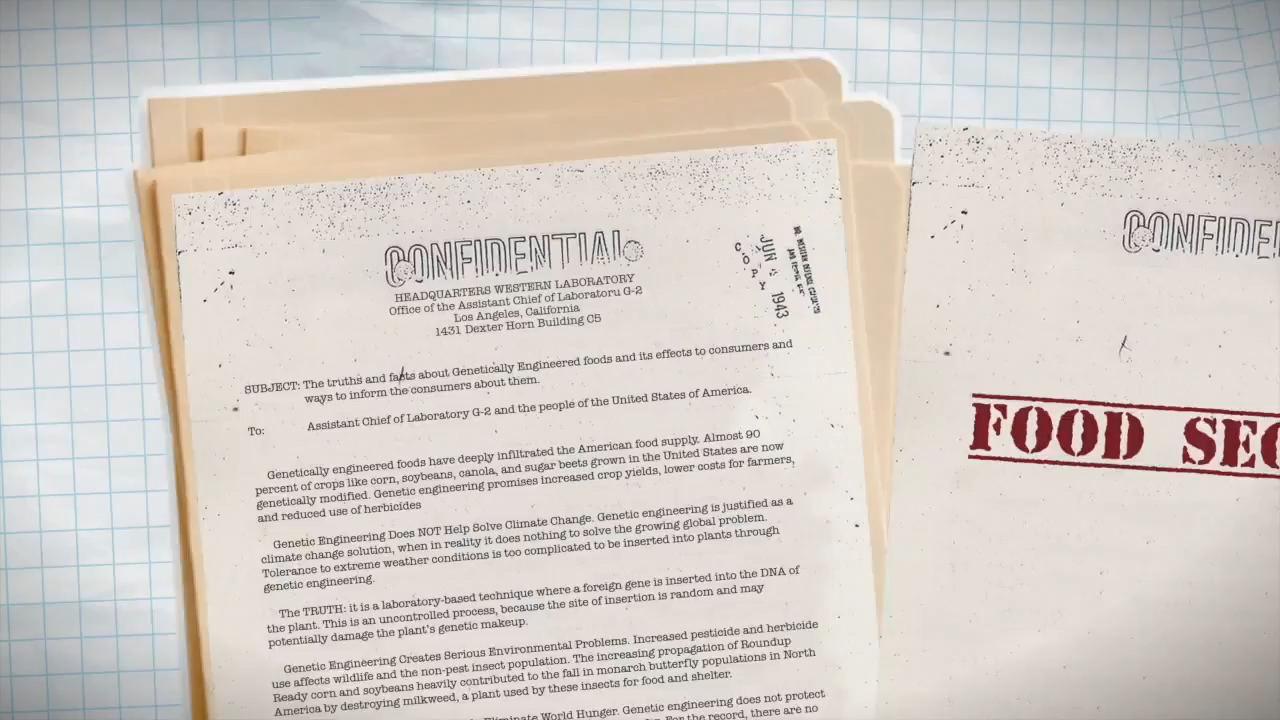 CONFIDENTIAL
HEADQUARTERS WESTERN LABORATORY
Office of the Assistant Chief of Laboratoru G-2
Los Angeles, California
1431 Dexter Horn Building C5
COPY
JUN 4 1943
SUBJECT: The truths and facts about Genetically Engineered foods and its effects to consumers and
ways to inform the consumers about them.
To: Assistant Chief of Laboratory G-2 and the people of the United States of America.
Genetically engineered foods have deeply infiltrated the American food supply. Almost 90
percent of crops like corn, soybeans, canola, and sugar beets grown in the United States are now
genetically modified. Genetic engineering promises increased crop yields, lower costs for farmers,
and reduced use of herbicides
Genetic Engineering Does NOT Help Solve Climate Change. Genetic engineering is justified as a
climate change solution, when in reality it does nothing to solve the growing global problem.
Tolerance to extreme weather conditions is too complicated to be inserted into plants through
genetic engineering.
The TRUTH: it is a laboratory-based technique where a foreign gene is inserted into the DNA of
the plant. This is an uncontrolled process, because the site of insertion is random and may
potentially damage the plant's genetic makeup.
Genetic Engineering Creates Serious Environmental Problems. Increased pesticide and herbicide
use affects wildlife and the non-pest insect population. The increasing propagation of Roundup
Ready corn and soybeans heavily contributed to the fall in monarch butterfly populations in North
America by destroying milkweed, a plant used by these insects for food and shelter.
Eliminate World Hunger. Genetic engineering does not protect
For the record, there are no
CONFIDE
FOOD SEC